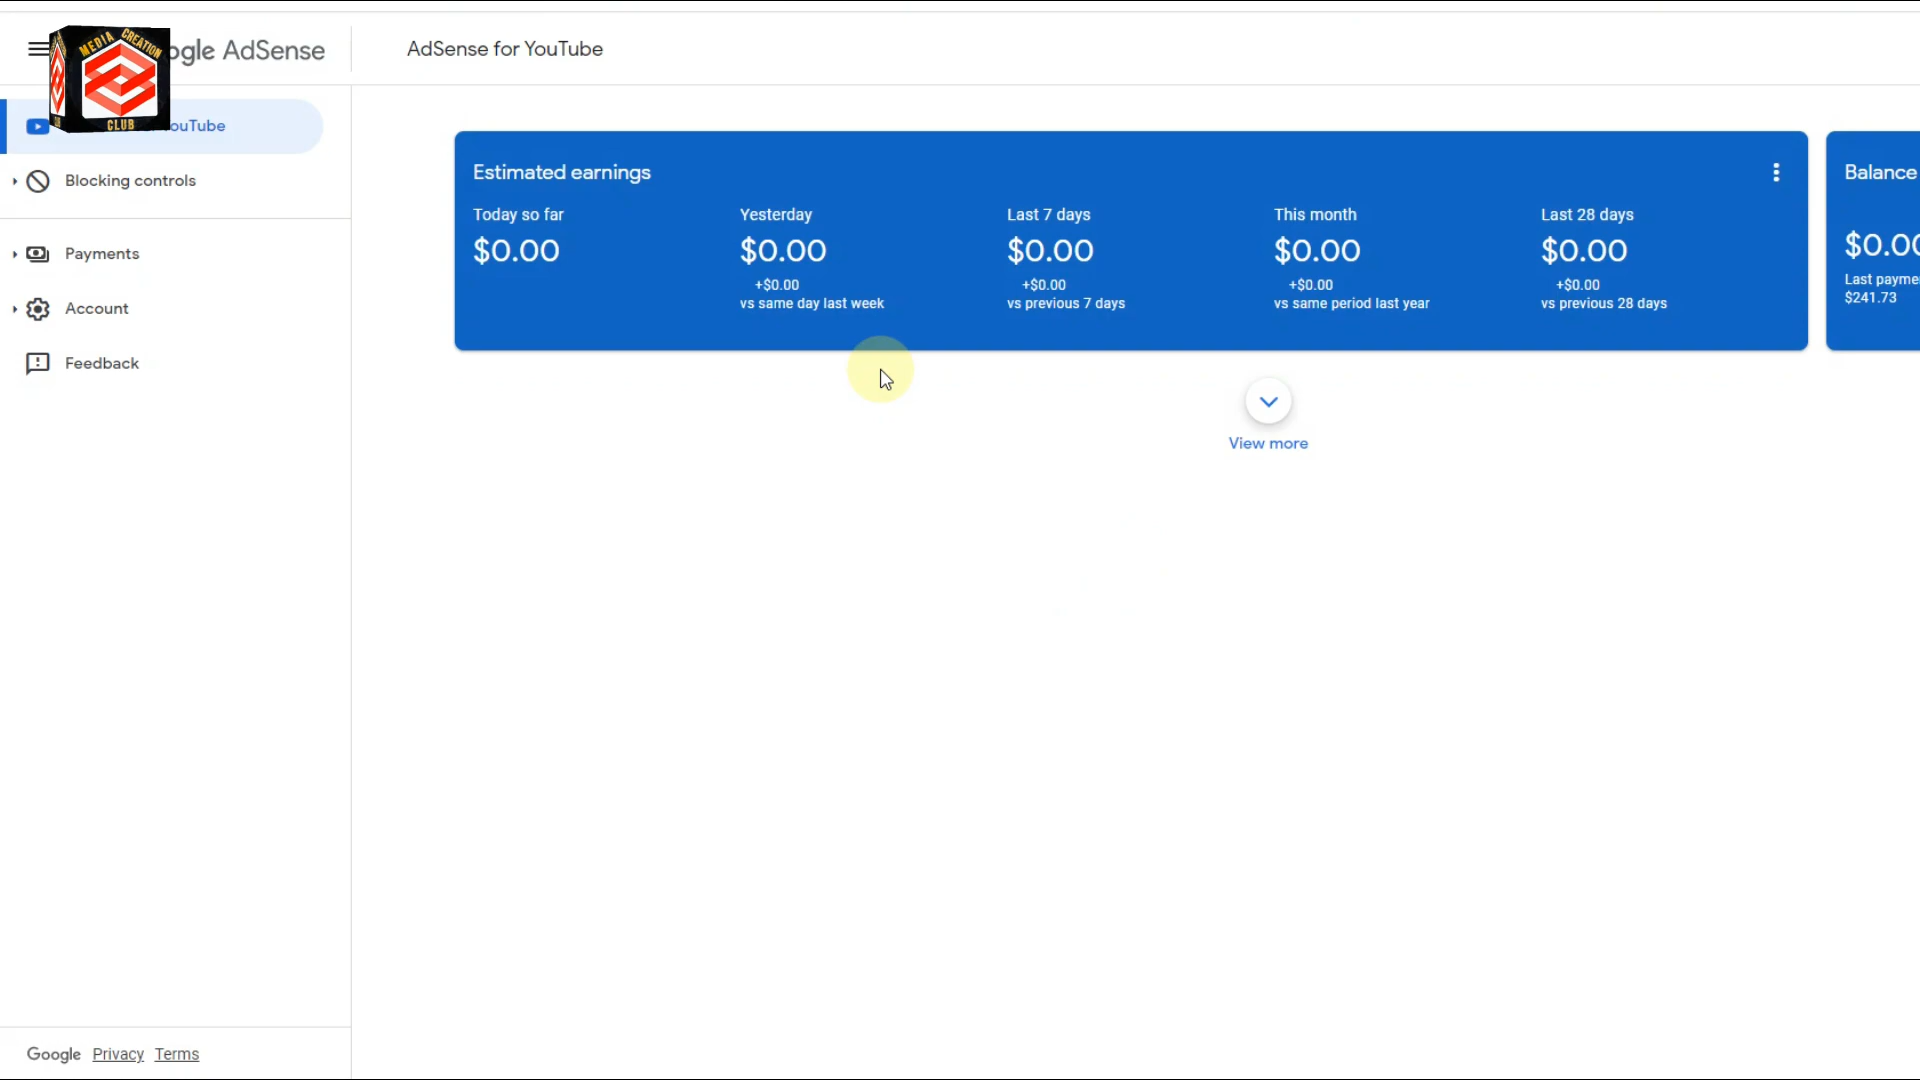 MEDIA CREATION
CLUB
ogle AdSense
AdSense for YouTube
ouTube
Blocking controls
Payments
Account
Feedback
Estimated earnings
Today so far
$0.00
Yesterday
$0.00
+$0.00
vs same day last week
Last 7 days
$0.00
+$0.00
vs previous 7 days
This month
$0.00
+$0.00
vs same period last year
Last 28 days
$0.00
+$0.00
vs previous 28 days
Balance
$0.00
Last payme
$241.73
View more
Google Privacy Terms